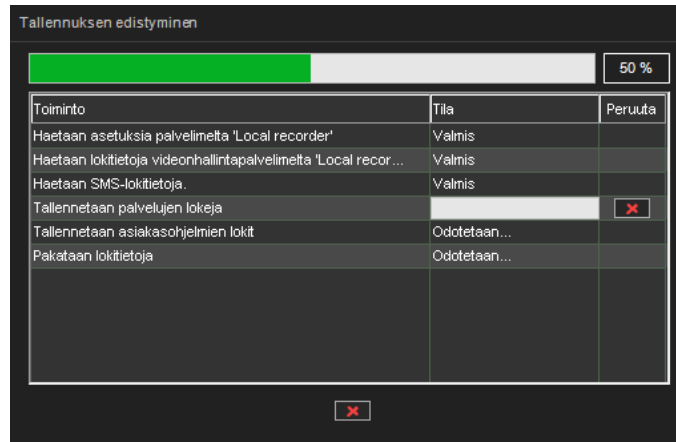 Tallennuksen edistyminen
50 %
Toiminto Tila Peruuta
Haetaan asetuksia palvelimelta 'Local recorder' Valmis
Haetaan lokitietoja videonhallintapalvelimelta 'Local recor... Valmis
Haetaan SMS-lokitietoja. Valmis
Tallennetaan palvelujen lokeja
Tallennetaan asiakasohjelmien lokit Odotetaan...
Pakataan lokitietoja Odotetaan...